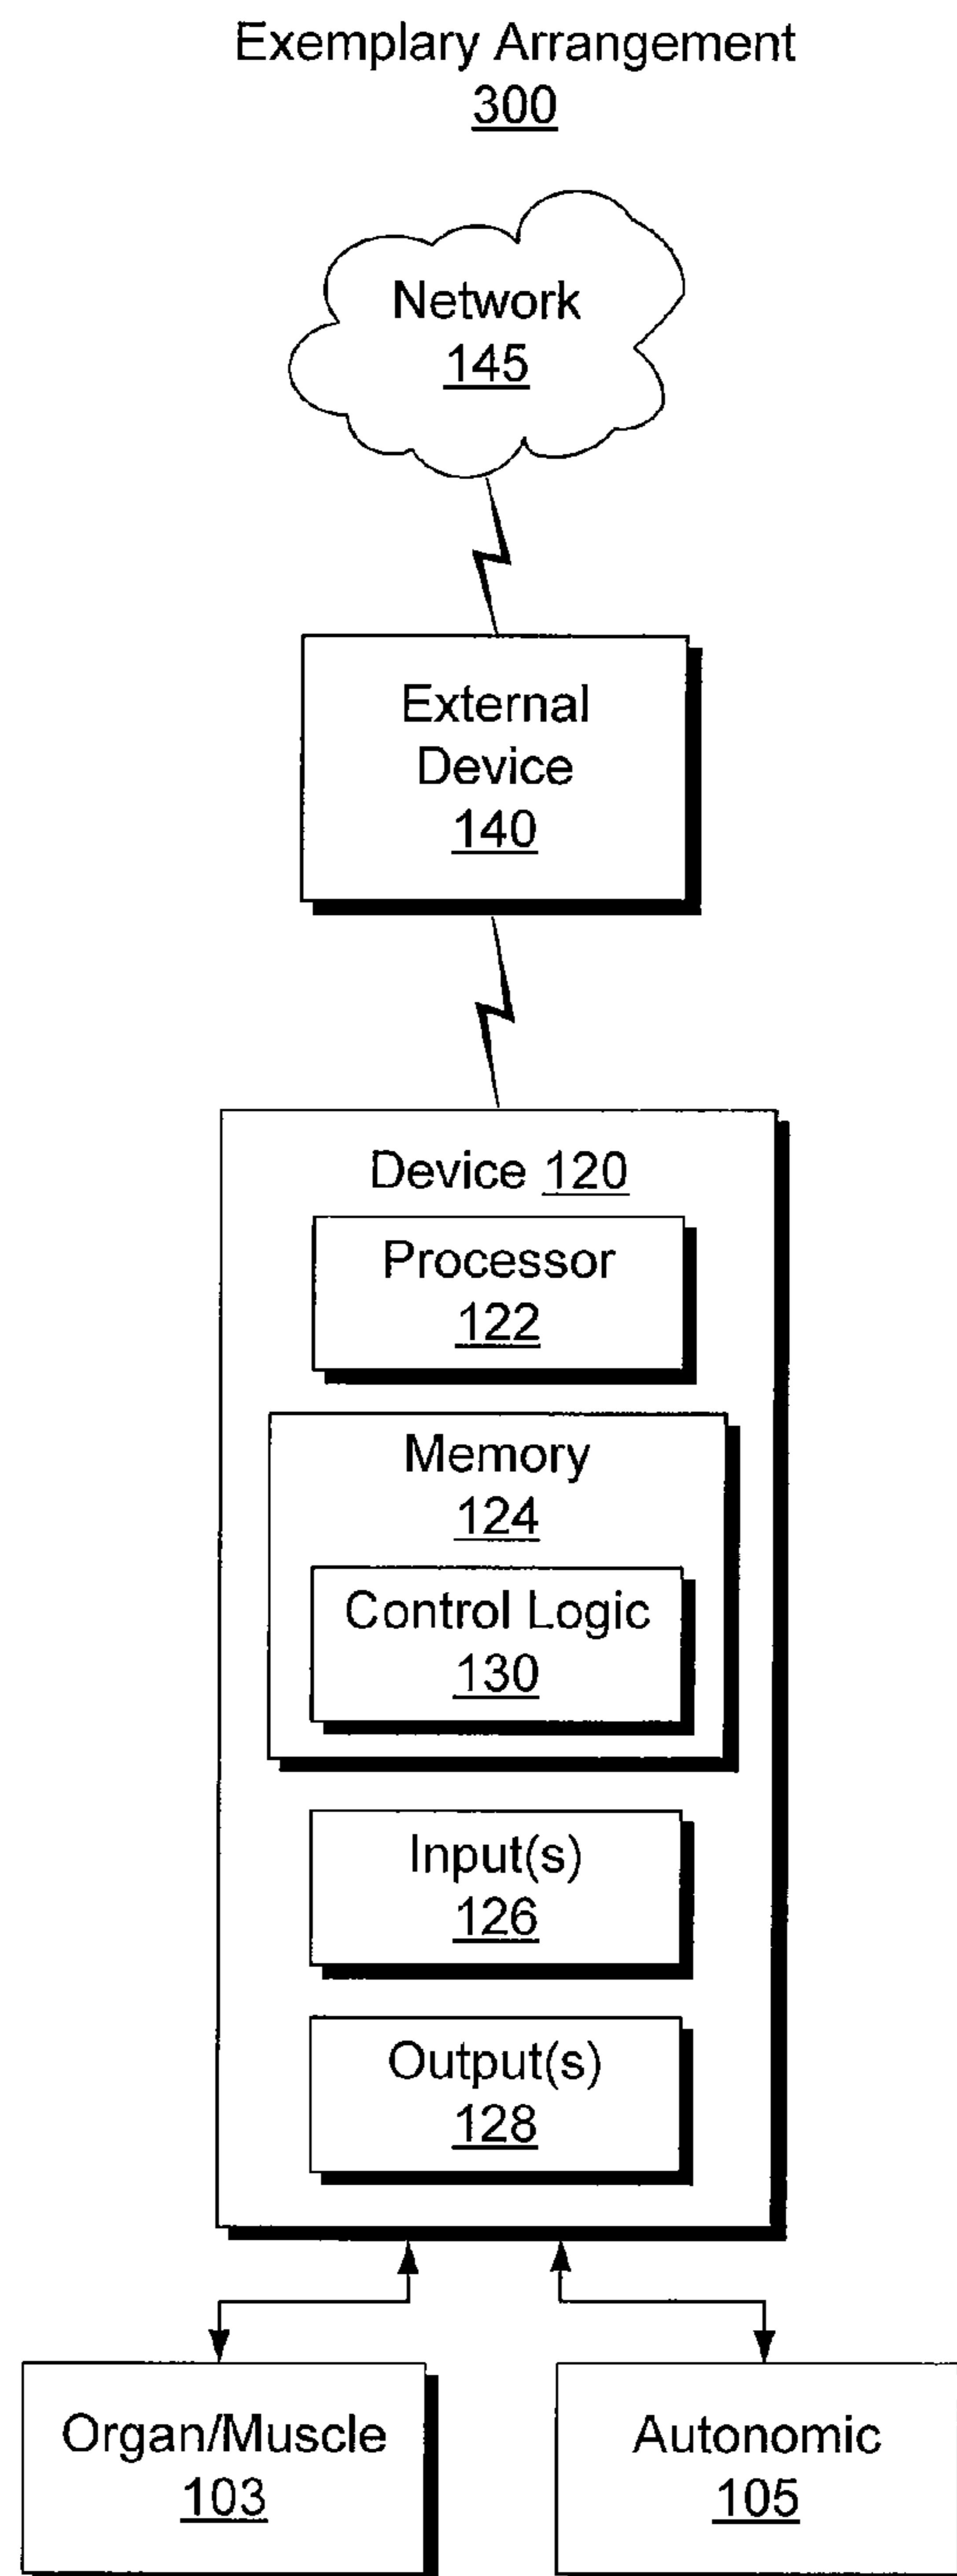 Exemplary Arrangement
300
Network
145
External
Device
140
Device 120
Processor
122
Memory
124
Control Logic
130
Input(s)
126
Output(s)
128
Organ/Muscle
103
Autonomic
105